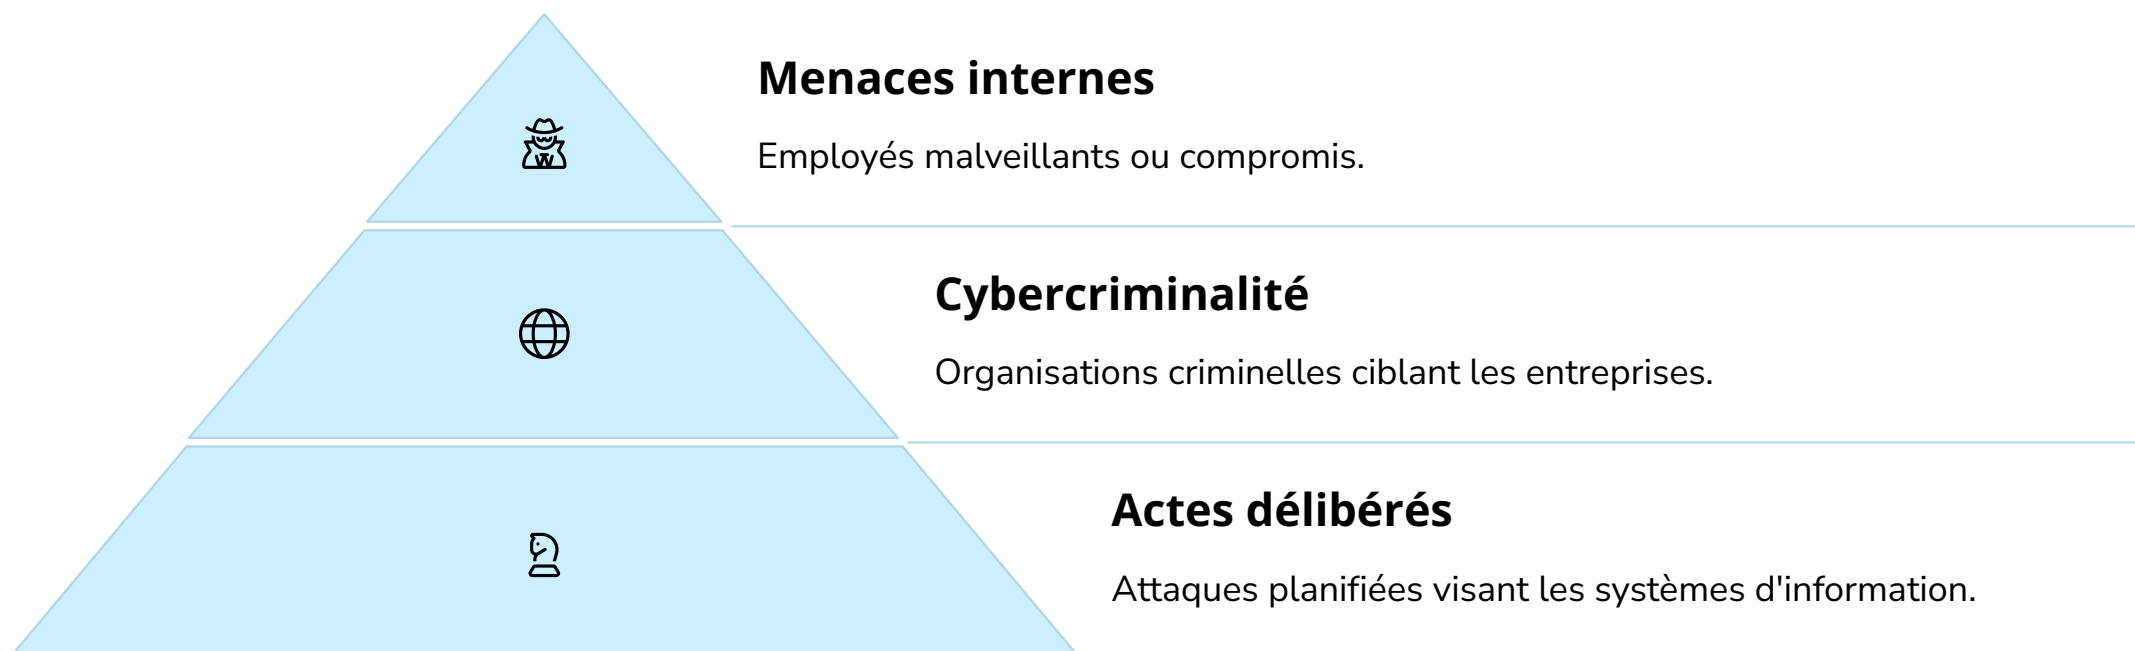 Menaces internes
Employés malveillants ou compromis.
Cybercriminalité
Organisations criminelles ciblant les entreprises.
Actes délibérés
Attaques planifiées visant les systèmes d'information.